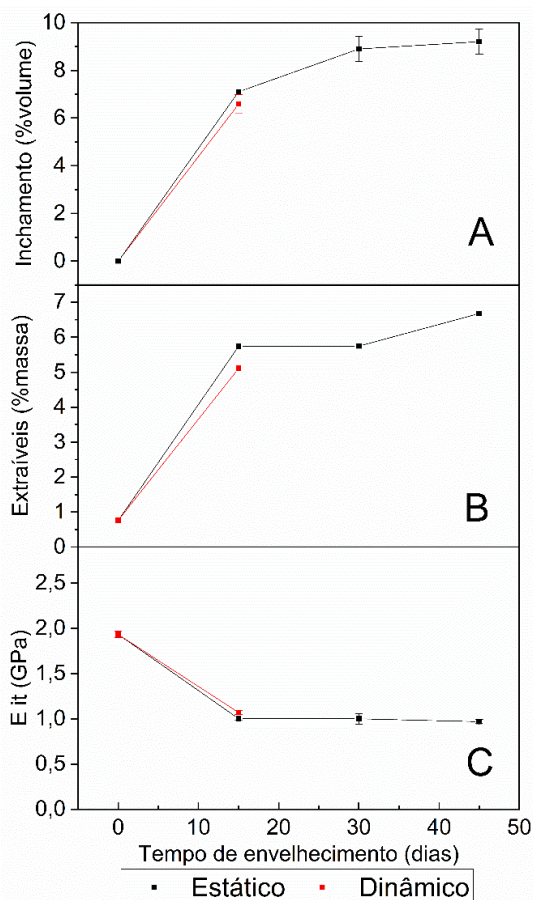 10
8
6
4
2
0
Inchamento (%volume)
A
7
6
5
4
3
2
1
0
Extraíveis (%massa)
B
2,5
2,0
1,5
1,0
0,5
0,0
E it (GPa)
C
0 10 20 30 40 50
Tempo de envelhecimento (dias)
Estático Dinâmico